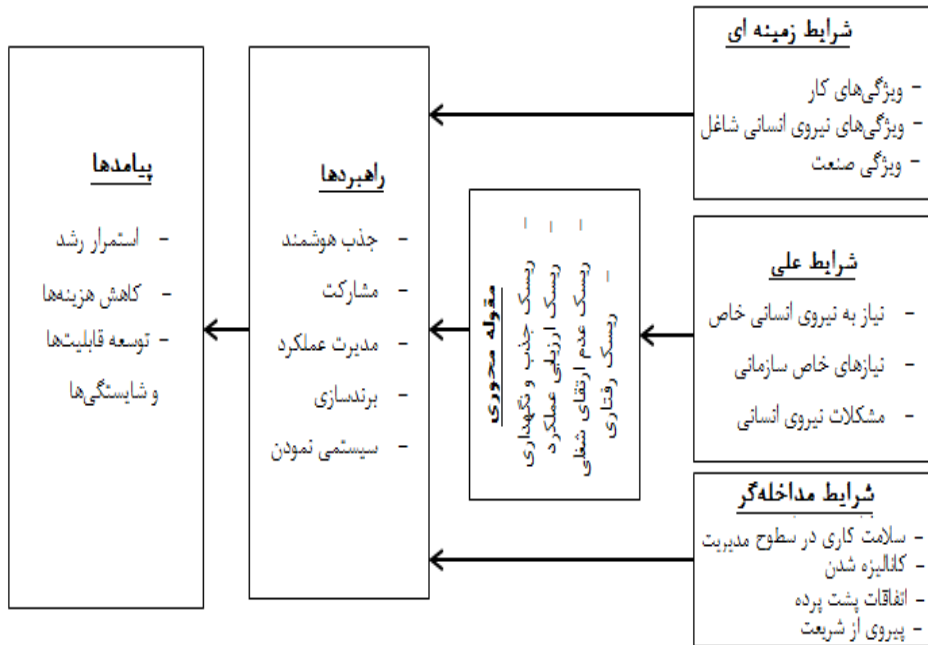 شرایط زمینه ای
- ویژگی‌های کار
- ویژگی‌های نیروی انسانی شاغل
- ویژگی صنعت
شرایط علی
- نیاز به نیروی انسانی خاص
- نیازهای خاص سازمانی
- مشکلات نیروی انسانی
شرایط مداخله‌گر
- سلامت کاری در سطوح مدیریت
- کانالیزه شدن
- اتفاقات پشت پرده
- پیروی از شریعت
مقوله محوری
- ریسک جذب و نگهداری
- ریسک ارزیابی عملکرد
- ریسک عدم ارتقای شغلی
- ریسک رفتاری
راهبردها
- جذب هوشمند
- مشارکت
- مدیرت عملکرد
- برندسازی
- سیستمی نمودن
پیامدها
- استمرار رشد
- کاهش هزینه‌ها
- توسعه قابلیت‌ها
و شایستگی‌ها